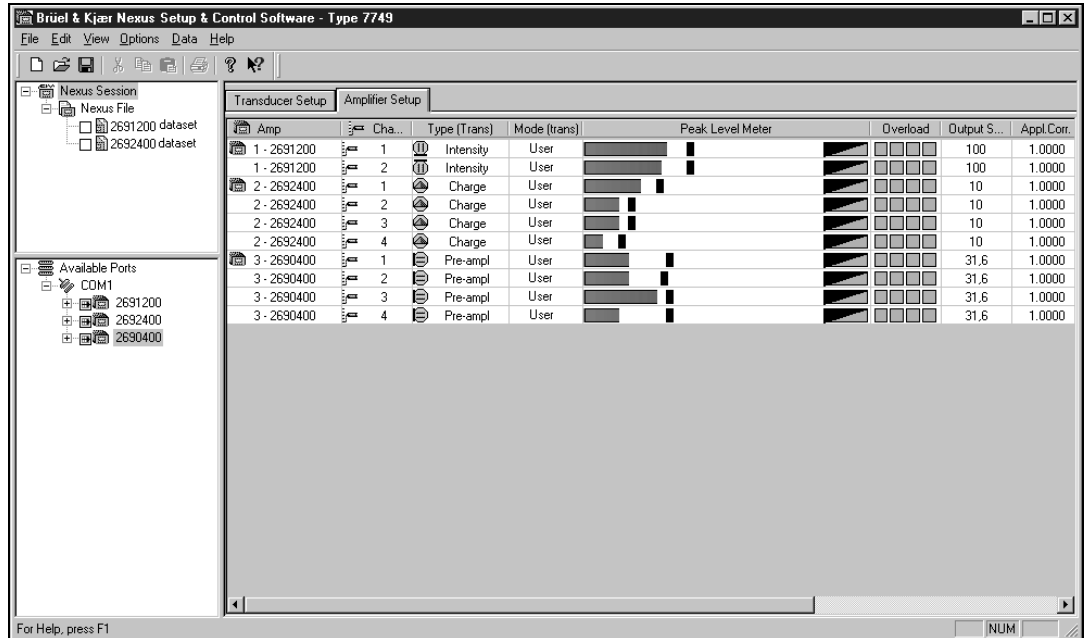 Brüel & Kjær Nexus Setup & Control Software - Type 7749
File Edit View Options Data Help
Nexus Session
Nexus File
2691200 dataset
2692400 dataset
Available Ports
COM1
2691200
2692400
2690400
Transducer Setup Amplifier Setup
Amp Cha... Type (Trans) Mode (trans) Peak Level Meter Overload Output S... Appl.Corr.
1 - 2691200 1 Intensity User 100 1.0000
1 - 2691200 2 Intensity User 100 1.0000
2 - 2692400 1 Charge User 10 1.0000
2 - 2692400 2 Charge User 10 1.0000
2 - 2692400 3 Charge User 10 1.0000
2 - 2692400 4 Charge User 10 1.0000
3 - 2690400 1 Pre-ampl User 31,6 1.0000
3 - 2690400 2 Pre-ampl User 31,6 1.0000
3 - 2690400 3 Pre-ampl User 31,6 1.0000
3 - 2690400 4 Pre-ampl User 31,6 1.0000
For Help, press F1 NUM